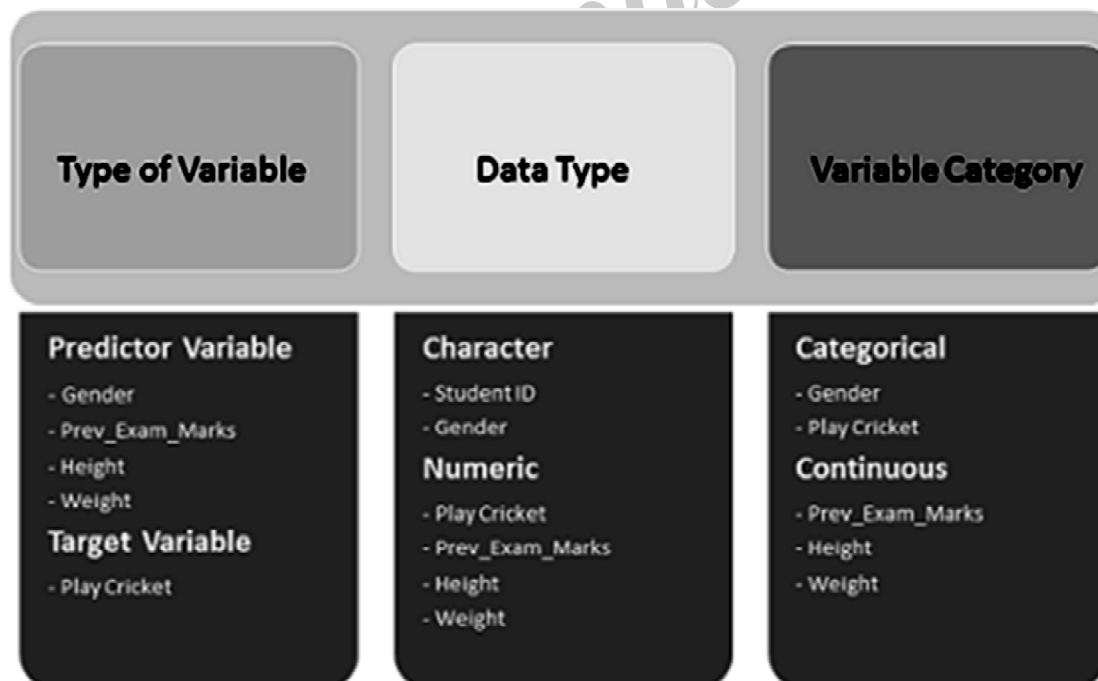 Type of Variable
Data Type
Variable Category
Predictor Variable
- Gender
- Prev_Exam_Marks
- Height
- Weight
Target Variable
- Play Cricket
Character
- Student ID
- Gender
Numeric
- Play Cricket
- Prev_Exam_Marks
- Height
- Weight
Categorical
- Gender
- Play Cricket
Continuous
- Prev_Exam_Marks
- Height
- Weight